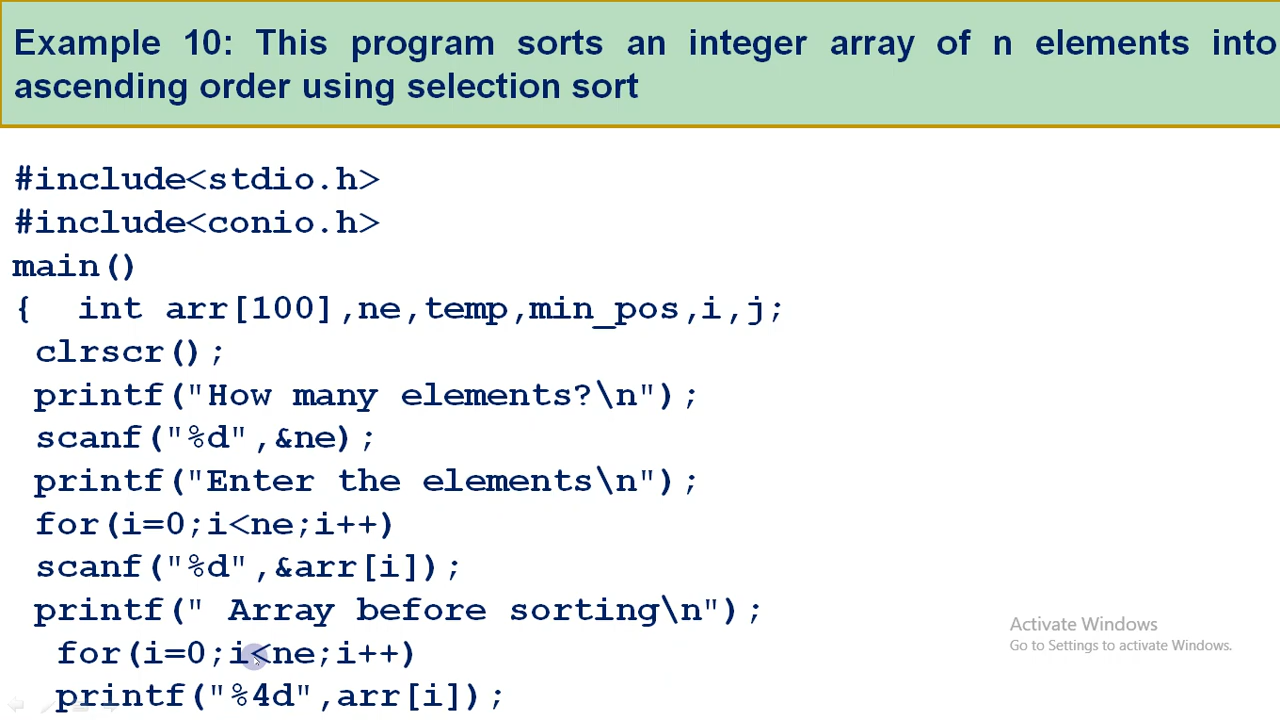 Example 10: This program sorts an integer array of n elements into
ascending order using selection sort
#include<stdio.h>
#include<conio.h>
main()
{ int arr[100],ne,temp,min_pos,i,j;
clrscr();
printf("How many elements?\n");
scanf("%d",&ne);
printf("Enter the elements\n");
for(i=0;i<ne;i++)
scanf("%d",&arr[i]);
printf(" Array before sorting\n");
for(i=0;i<ne;i++)
printf("%4d",arr[i]);
Activate Windows
Go to Settings to activate Windows.